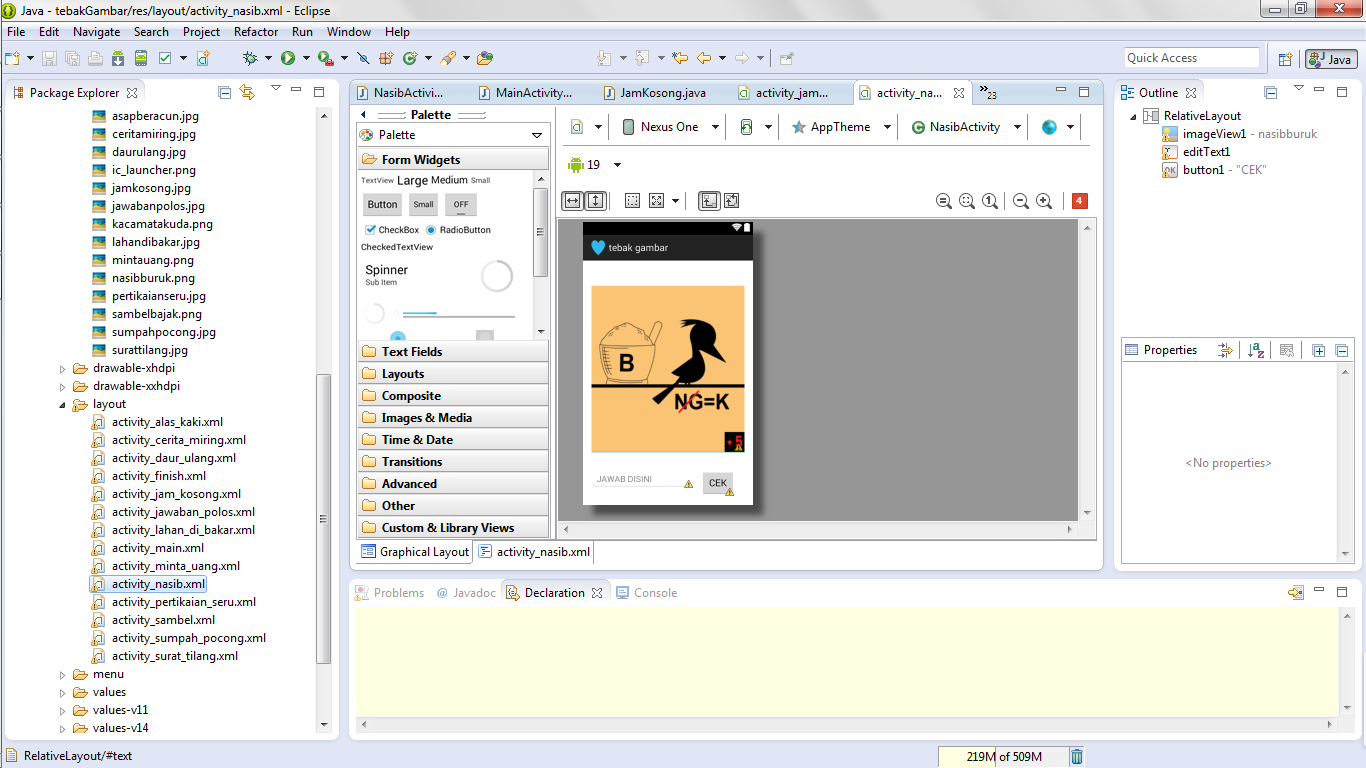 Java - tebakGambar/res/layout/activity_nasib.xml - Eclipse
File Edit Navigate Search Project Refactor Run Window Help
Quick Access
Java
Package Explorer
asapberacun.jpg
ceritamiring.jpg
daurulang.jpg
ic_launcher.png
jamkosong.jpg
jawabanpolos.jpg
kacamatakuda.png
lahandibakar.jpg
mintauang.png
nasibburuk.png
pertikaianseru.jpg
sambelbajak.png
sumpahpocong.jpg
surattilang.jpg
drawable-xhdpi
drawable-xxhdpi
layout
activity_alas_kaki.xml
activity_cerita_miring.xml
activity_daur_ulang.xml
activity_finish.xml
activity_jam_kosong.xml
activity_jawaban_polos.xml
activity_lahan_di_bakar.xml
activity_main.xml
activity_minta_uang.xml
activity_nasib.xml
activity_pertikaian_seru.xml
activity_sambel.xml
activity_sumpah_pocong.xml
activity_surat_tilang.xml
menu
values
values-v11
values-v14
NasibActivi...
MainActivity...
JamKosong.java
activity_jam...
activity_na...
»23
Palette
Palette
Form Widgets
TextView Large Medium Small
Button Small OFF
CheckBox RadioButton
CheckedTextView
Spinner
Sub Item
Text Fields
Layouts
Composite
Images & Media
Time & Date
Transitions
Advanced
Other
Custom & Library Views
Nexus One
AppTheme
NasibActivity
19
4
tebak gambar
B
NG=K
5
JAWAB DISINI
CEK
Graphical Layout
activity_nasib.xml
Outline
RelativeLayout
imageView1 - nasibburuk
editText1
OK
button1 - "CEK"
Properties
<No properties>
Problems
@ Javadoc
Declaration
Console
RelativeLayout/#text
219M of 509M